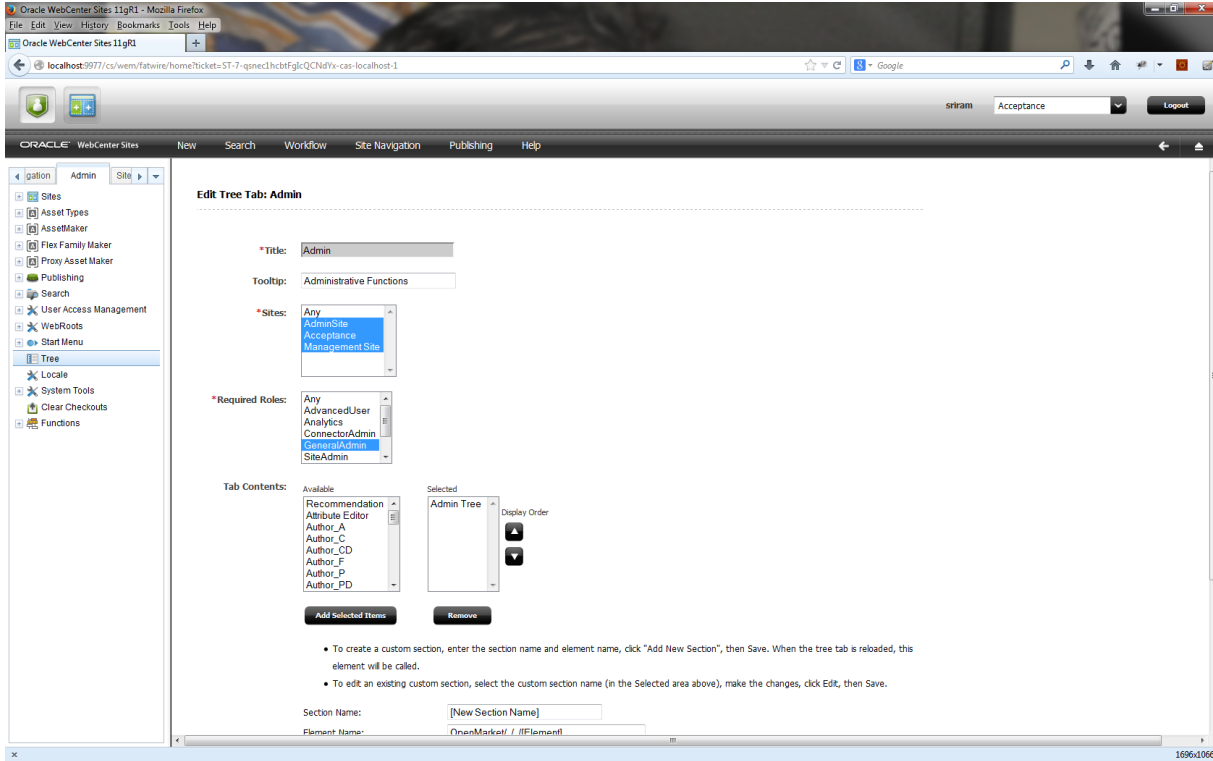 Oracle WebCenter Sites 11gR1 - Mozilla Firefox
File Edit View History Bookmarks Tools Help
Oracle WebCenter Sites 11gR1
localhost:9977/cs/wem/fatwire/home?ticket=ST-7-qsnec1hcbtFgIcQCNdYx-cas-localhost-1
Google
sriram Acceptance Logout
ORACLE WebCenter Sites New Search Workflow Site Navigation Publishing Help
gation Admin Site
Sites
Asset Types
AssetMaker
Flex Family Maker
Proxy Asset Maker
Publishing
Search
User Access Management
WebRoots
Start Menu
Tree
Locale
System Tools
Clear Checkouts
Functions
Edit Tree Tab: Admin
*Title: Admin
Tooltip: Administrative Functions
*Sites: Any
AdminSite
Acceptance
Management Site
*Required Roles: Any
AdvancedUser
Analytics
ConnectorAdmin
GeneralAdmin
SiteAdmin
Tab Contents: Available Selected
Recommendation Admin Tree
Attribute Editor Display Order
Author_A
Author_C
Author_CD
Author_F
Author_P
Author_PD
Add Selected Items Remove
• To create a custom section, enter the section name and element name, click "Add New Section", then Save. When the tree tab is reloaded, this
element will be called.
• To edit an existing custom section, select the custom section name (in the Selected area above), make the changes, click Edit, then Save.
Section Name: [New Section Name]
Element Name: OpenMarket/../../[Element]
1696x1066